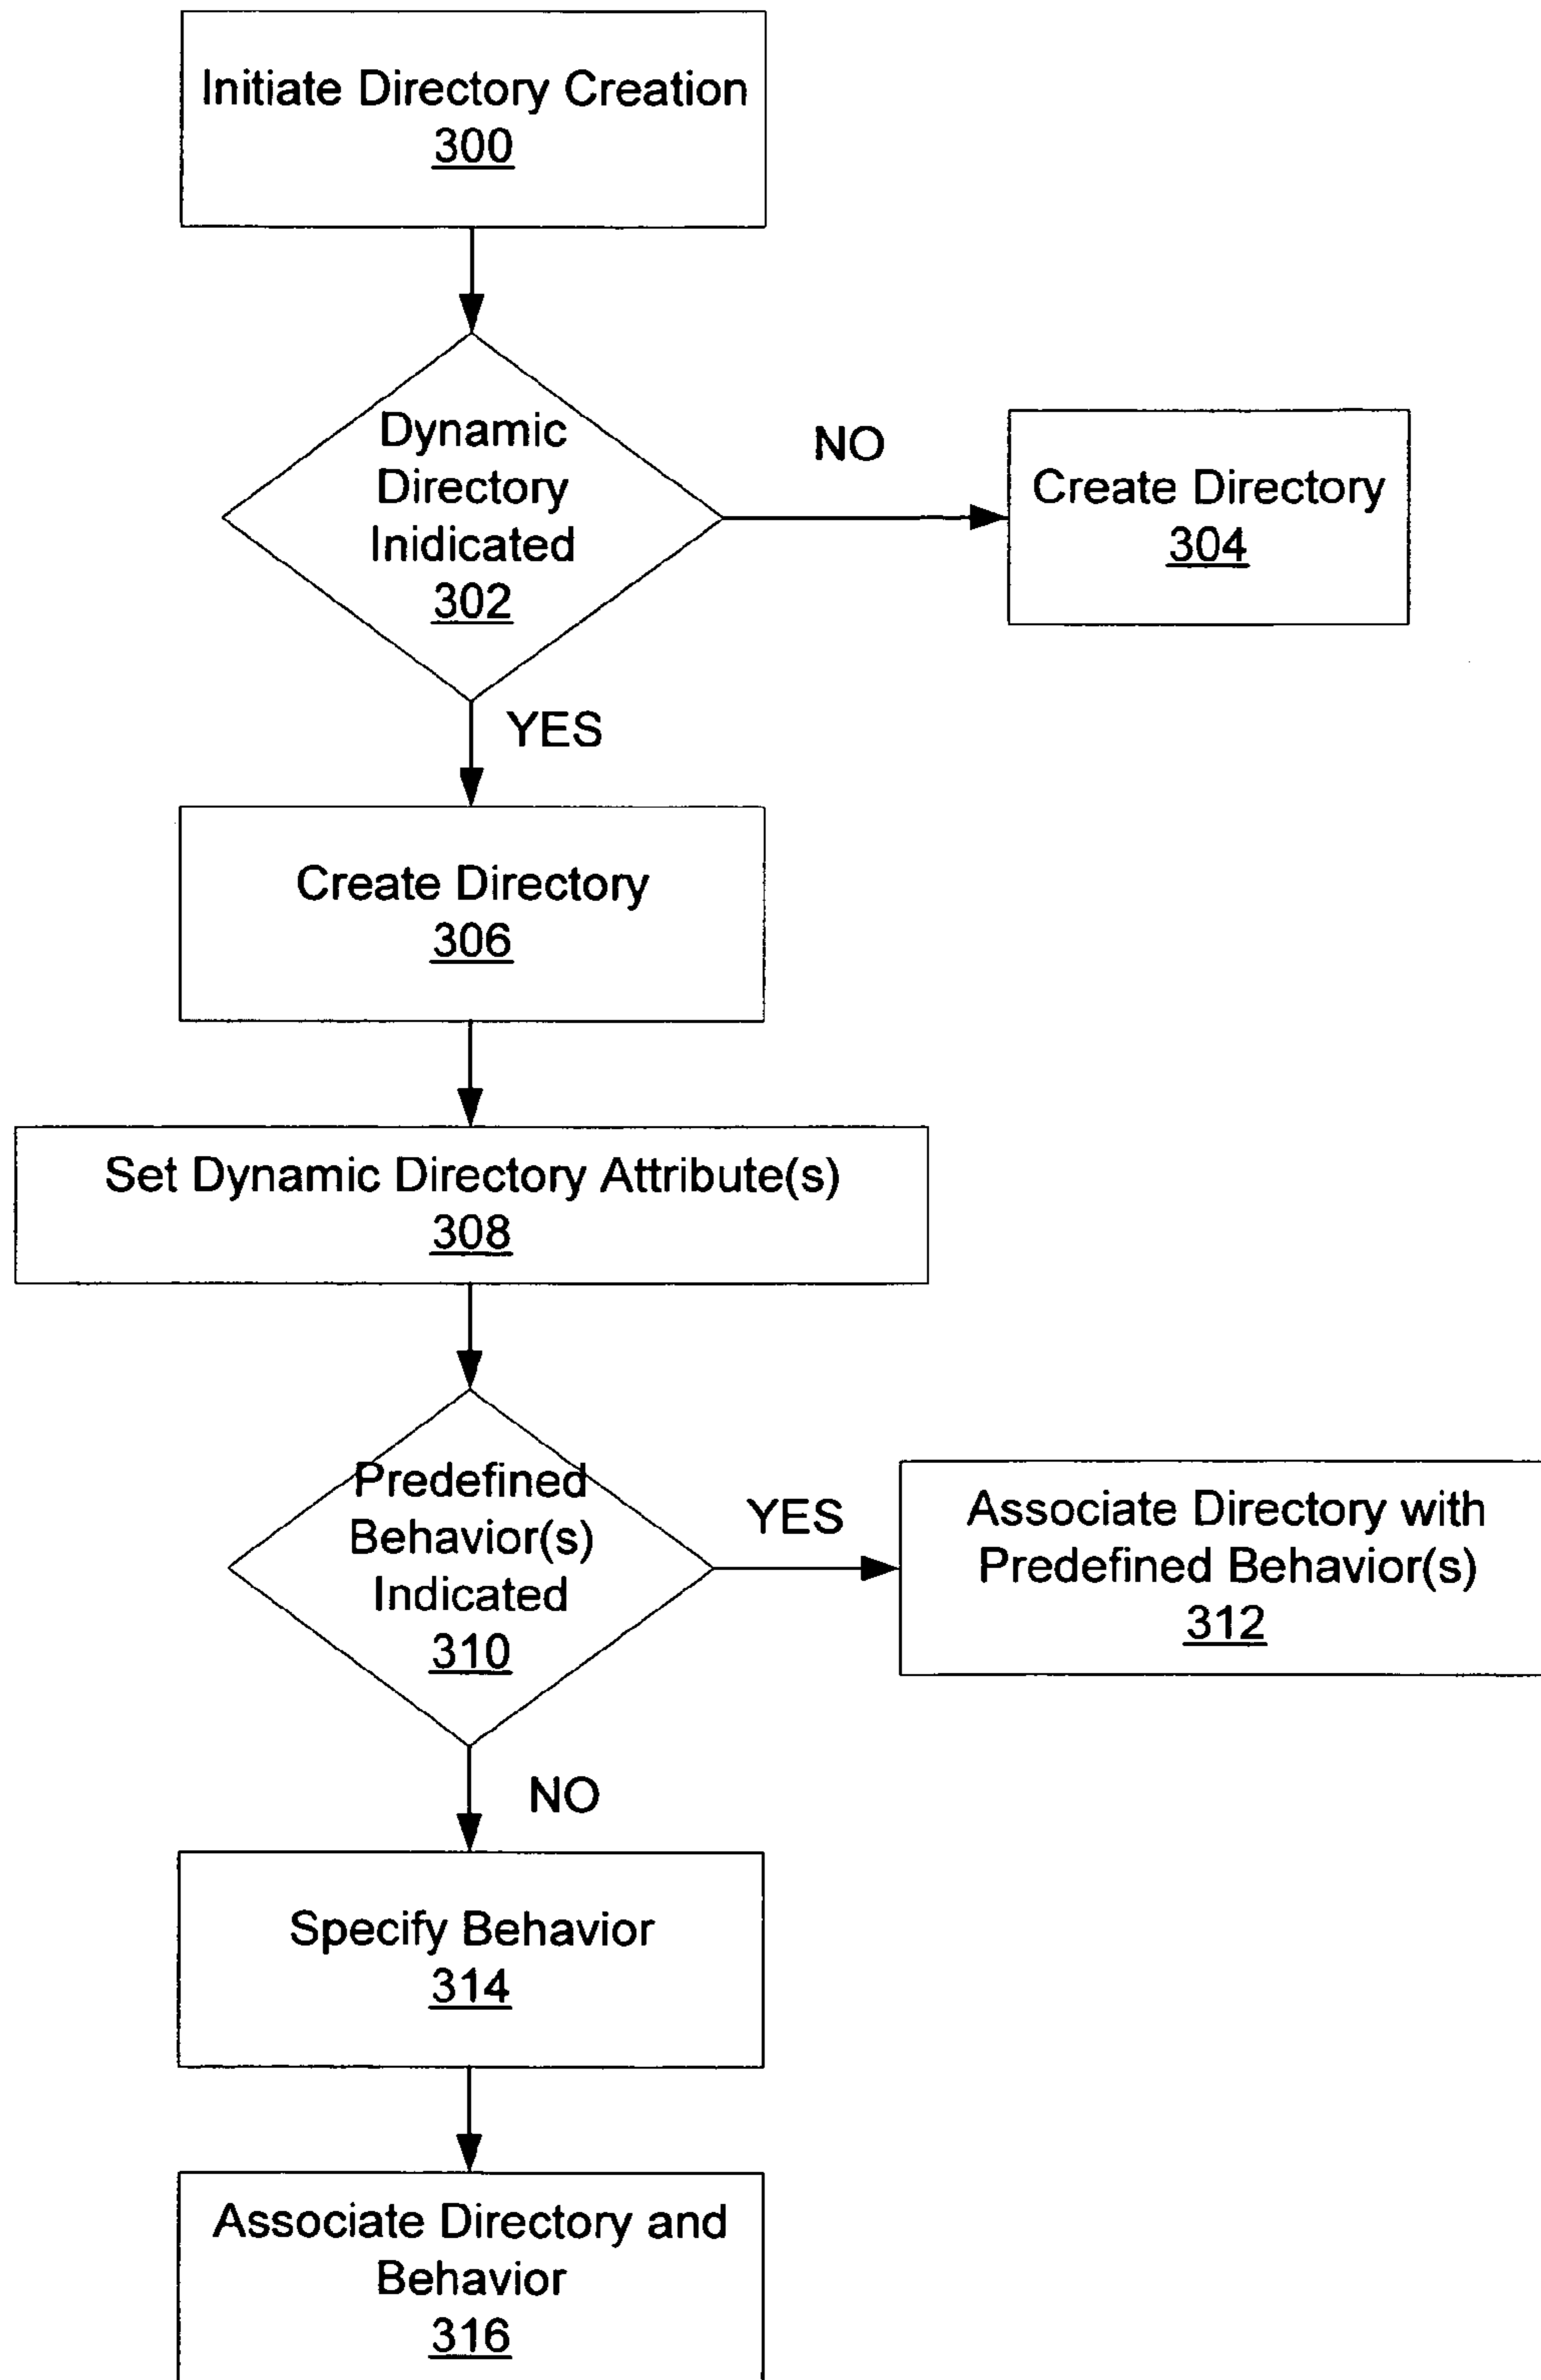 Initiate Directory Creation
300
Dynamic
Directory
Inidicated
302
NO
Create Directory
304
YES
Create Directory
306
Set Dynamic Directory Attribute(s)
308
Predefined
Behavior(s)
Indicated
310
YES
Associate Directory with
Predefined Behavior(s)
312
NO
Specify Behavior
314
Associate Directory and
Behavior
316